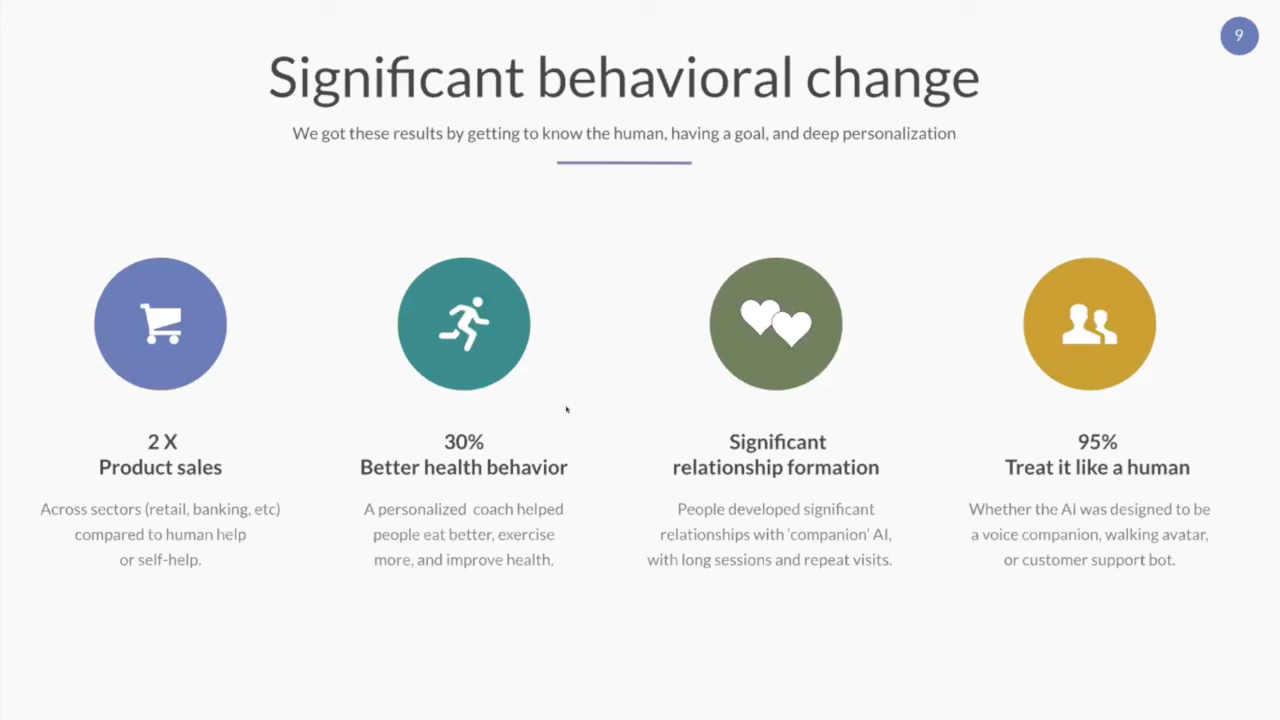 9
Significant behavioral change
We got these results by getting to know the human, having a goal, and deep personalization
2 X
Product sales
Across sectors (retail, banking, etc)
compared to human help
or self-help.
30%
Better health behavior
A personalized coach helped
people eat better, exercise
more, and improve health.
Significant
relationship formation
People developed significant
relationships with 'companion' AI,
with long sessions and repeat visits.
95%
Treat it like a human
Whether the AI was designed to be
a voice companion, walking avatar,
or customer support bot.